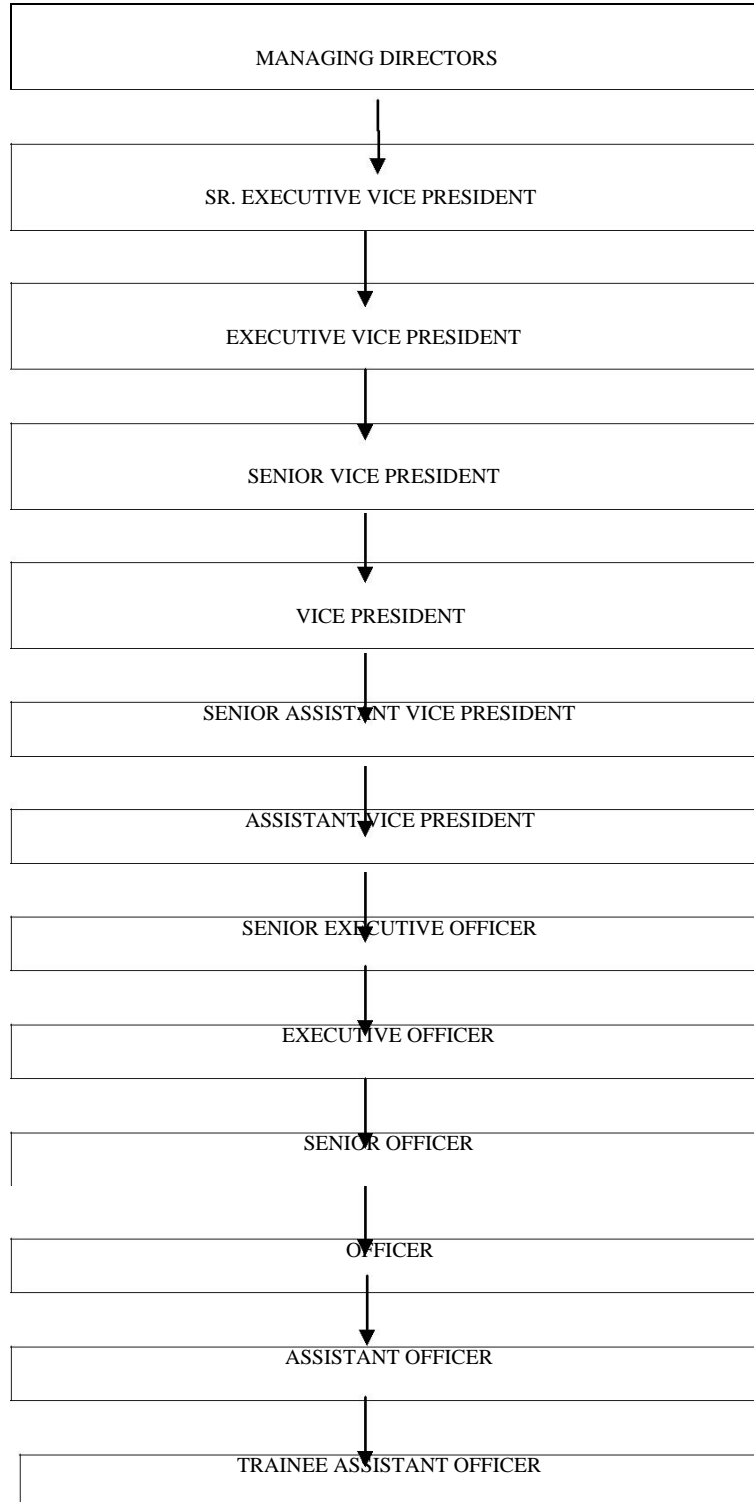 MANAGING DIRECTORS
SR. EXECUTIVE VICE PRESIDENT
EXECUTIVE VICE PRESIDENT
SENIOR VICE PRESIDENT
VICE PRESIDENT
SENIOR ASSISTANT VICE PRESIDENT
ASSISTANT VICE PRESIDENT
SENIOR EXECUTIVE OFFICER
EXECUTIVE OFFICER
SENIOR OFFICER
OFFICER
ASSISTANT OFFICER
TRAINEE ASSISTANT OFFICER